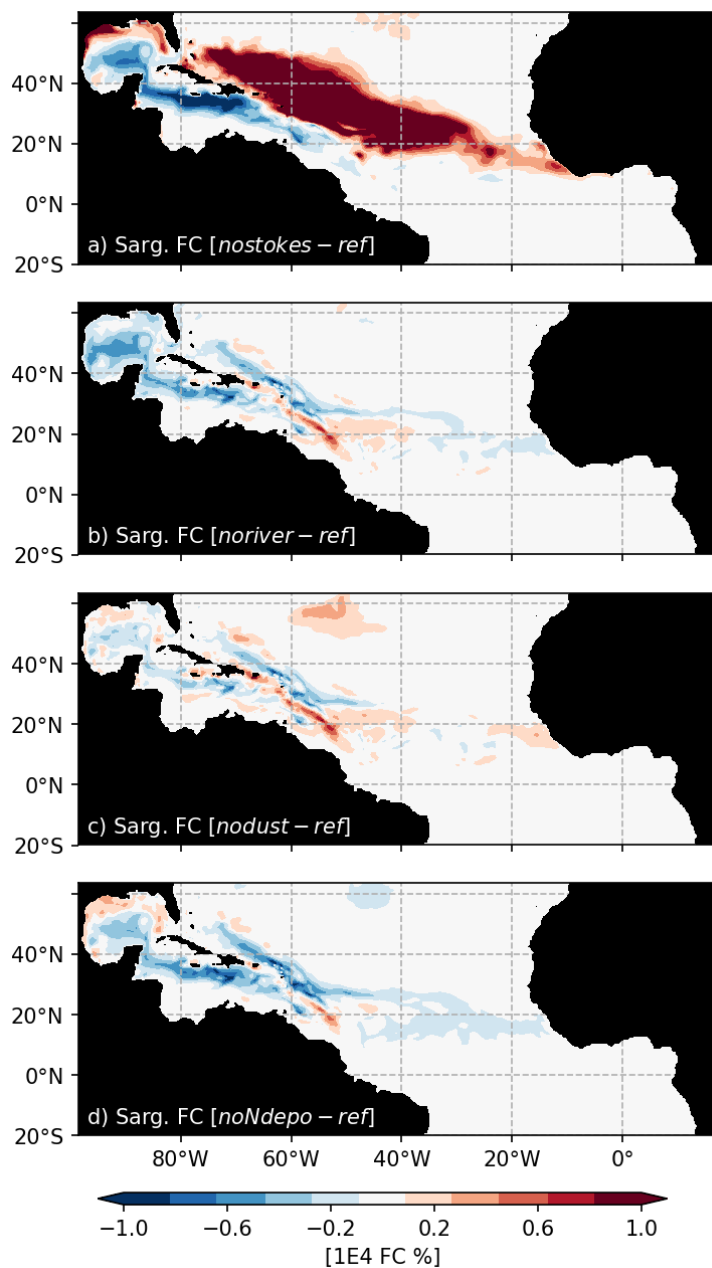 40°N
20°N
0°N
20°S
a) Sarg. FC [nostokes − ref]
40°N
20°N
0°N
20°S
b) Sarg. FC [noriver − ref]
40°N
20°N
0°N
20°S
c) Sarg. FC [nodust − ref]
40°N
20°N
0°N
20°S
d) Sarg. FC [noNdepo − ref]
80°W 60°W 40°W 20°W 0°
−1.0 −0.6 −0.2 0.2 0.6 1.0
[1E4 FC %]